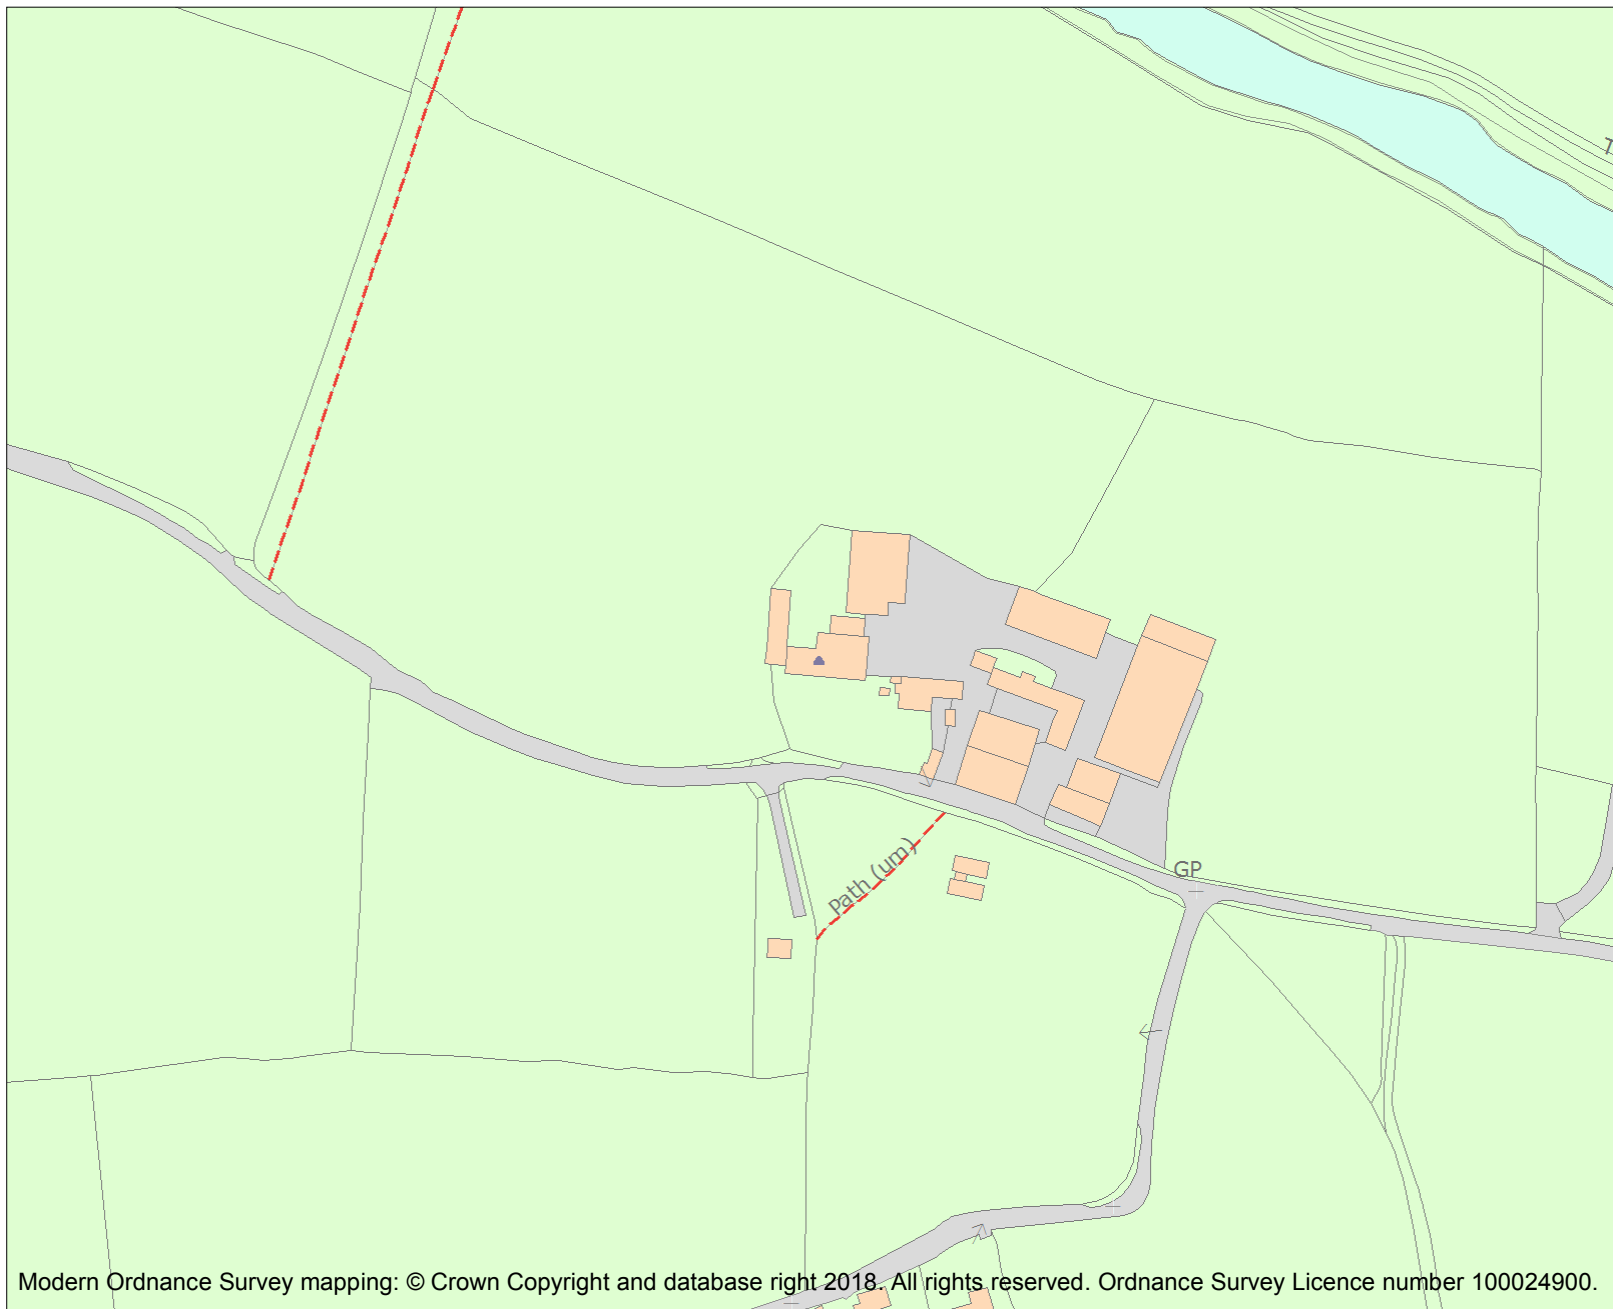 T
Path (um)
GP
Modern Ordnance Survey mapping: © Crown Copyright and database right 2018. All rights reserved. Ordnance Survey Licence number 100024900.